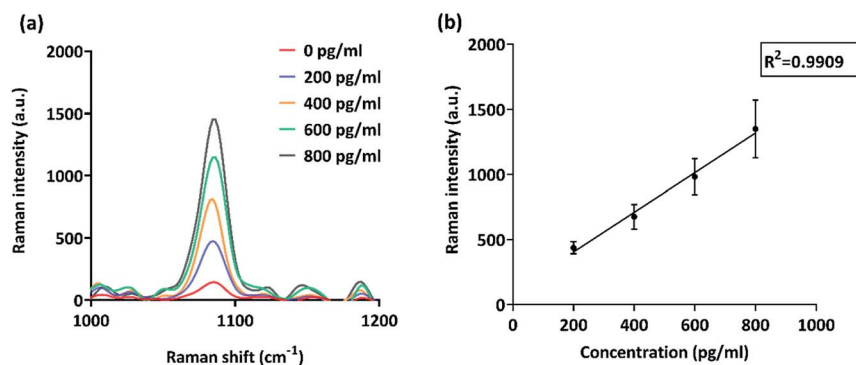 (a)
2000
1500
1000
500
0
Raman intensity (a.u.)
1000
1100
1200
Raman shift (cm⁻¹)
0 pg/ml
200 pg/ml
400 pg/ml
600 pg/ml
800 pg/ml
(b)
2000
1500
1000
500
0
Raman intensity (a.u.)
0
200
400
600
800
1000
Concentration (pg/ml)
R²=0.9909